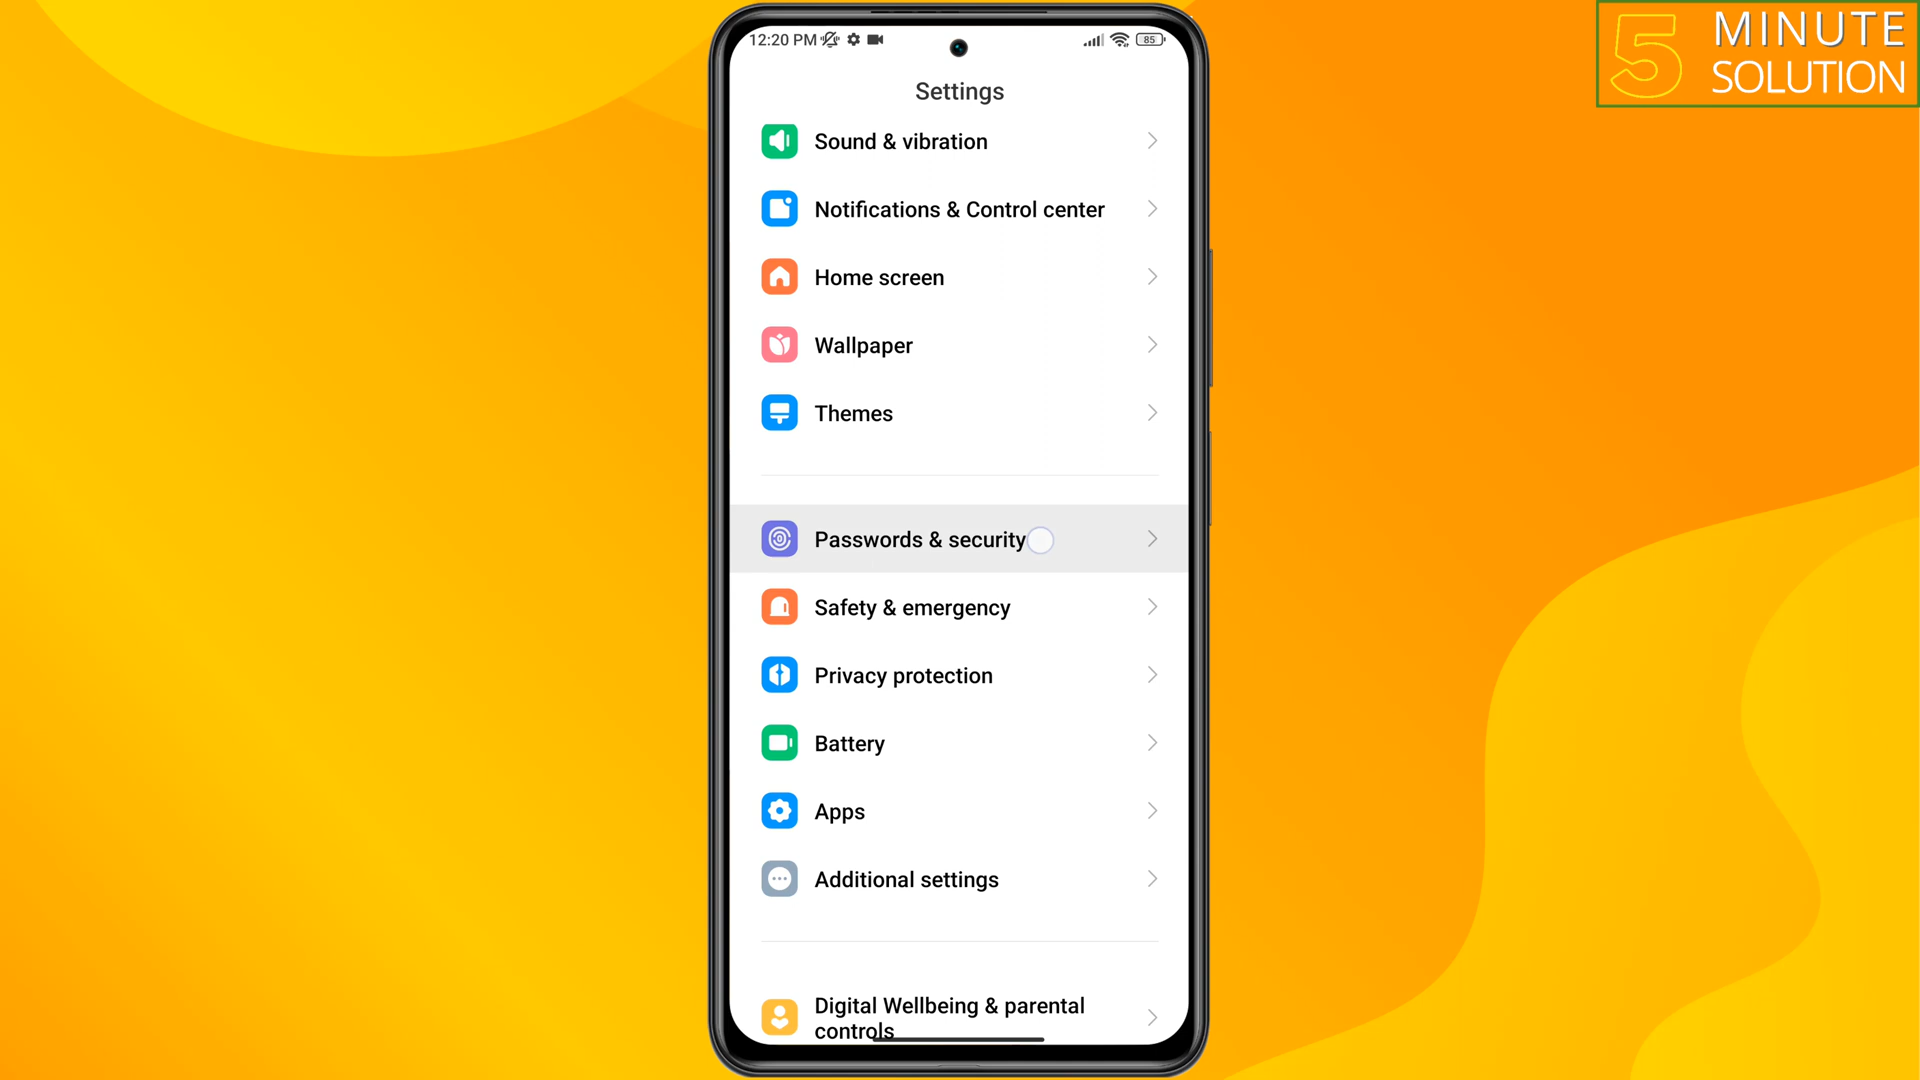 12:20 PM
85
5 MINUTE
SOLUTION
Settings
Sound & vibration
Notifications & Control center
Home screen
Wallpaper
Themes
Passwords & security
Safety & emergency
Privacy protection
Battery
Apps
Additional settings
Digital Wellbeing & parental
controls